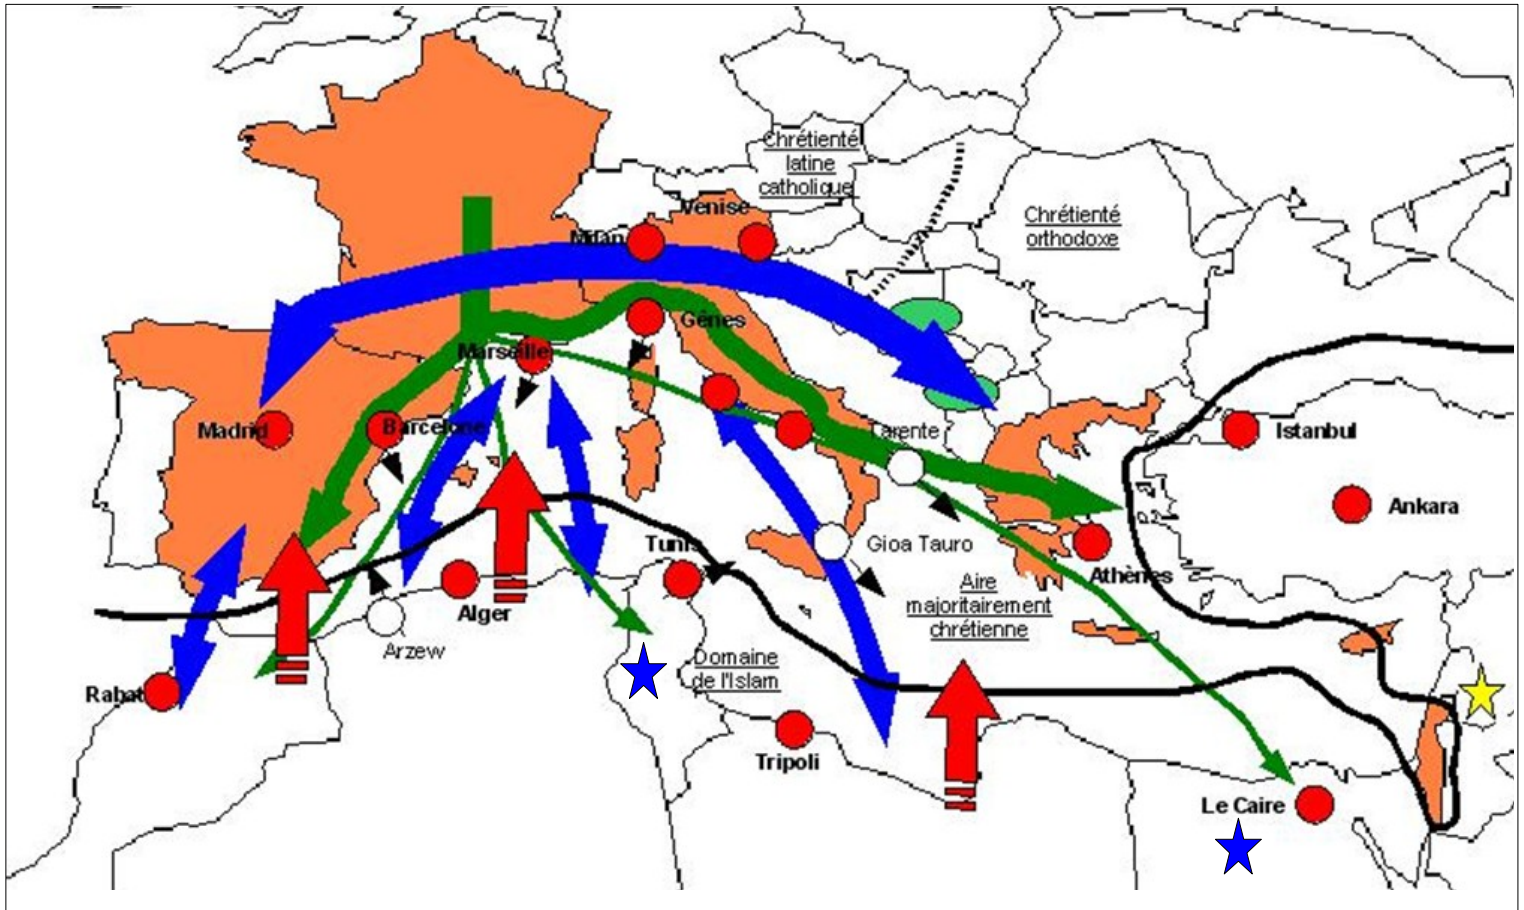 Chrétienté
latine
catholique
Chrétienté
orthodoxe
Venise
Milan
Gênes
Marseille
Madrid
Barcelone
Tarente
Istanbul
Ankara
Gioa Tauro
Tunis
Athènes
Alger
Aire
majoritairement
chrétienne
Arzew
Domaine
de l'Islam
Rabat
Tripoli
Le Caire